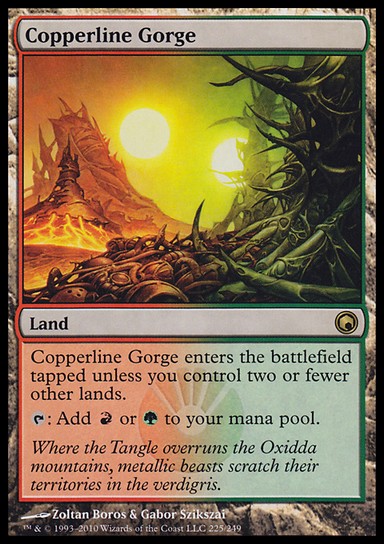 Copperline Gorge
Land
Copperline Gorge enters the battlefield
tapped unless you control two or fewer
other lands.
: Add or to your mana pool.
Where the Tangle overruns the Oxidda
mountains, metallic beasts scratch their
territories in the verdigris.
Zoltan Boros & Gabor Szikszai
™ & © 1993–2010 Wizards of the Coast LLC 225/249